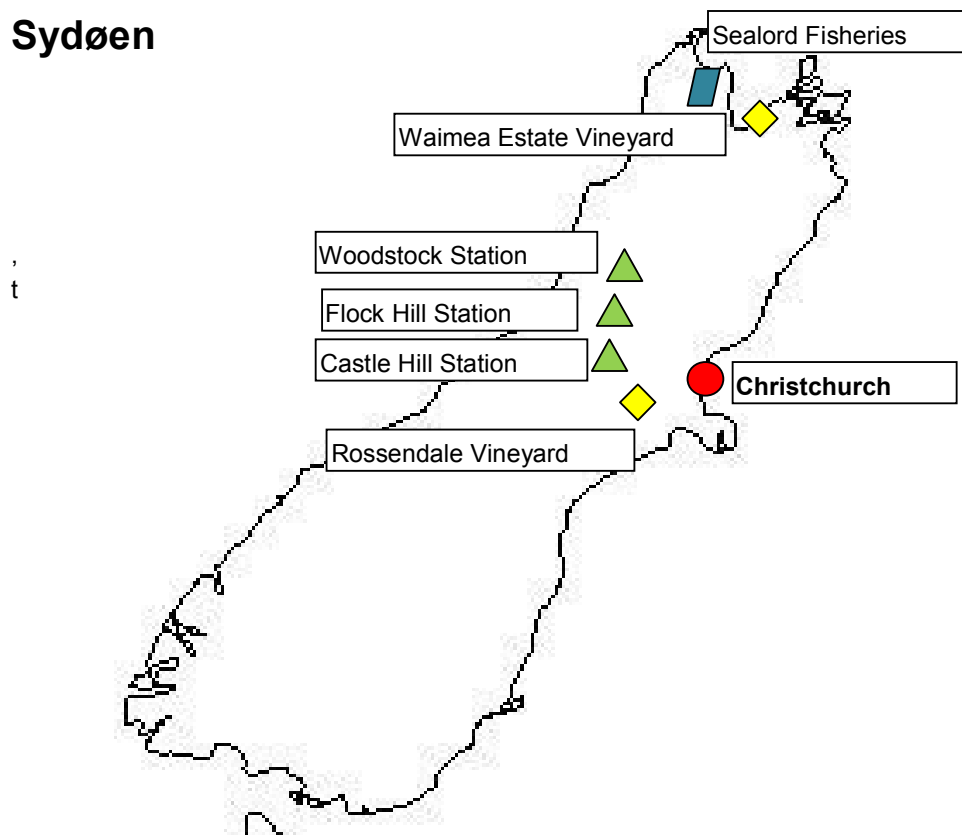 Sydøen
Sealord Fisheries
Waimea Estate Vineyard
,
t
Woodstock Station
Flock Hill Station
Castle Hill Station
Christchurch
Rossendale Vineyard